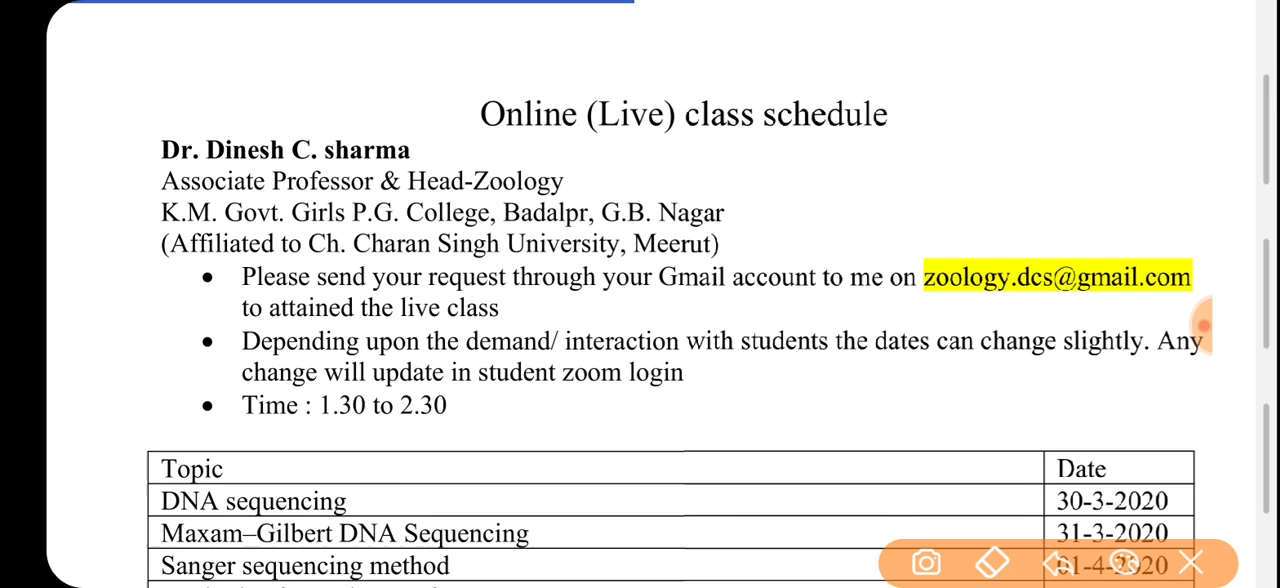 Online (Live) class schedule
Dr. Dinesh C. sharma
Associate Professor & Head-Zoology
K.M. Govt. Girls P.G. College, Badalpr, G.B. Nagar
(Affiliated to Ch. Charan Singh University, Meerut)
• Please send your request through your Gmail account to me on zoology.dcs@gmail.com
to attained the live class
• Depending upon the demand/ interaction with students the dates can change slightly. Any
change will update in student zoom login
• Time : 1.30 to 2.30
Topic Date
DNA sequencing 30-3-2020
Maxam–Gilbert DNA Sequencing 31-3-2020
Sanger sequencing method 01-4-2020